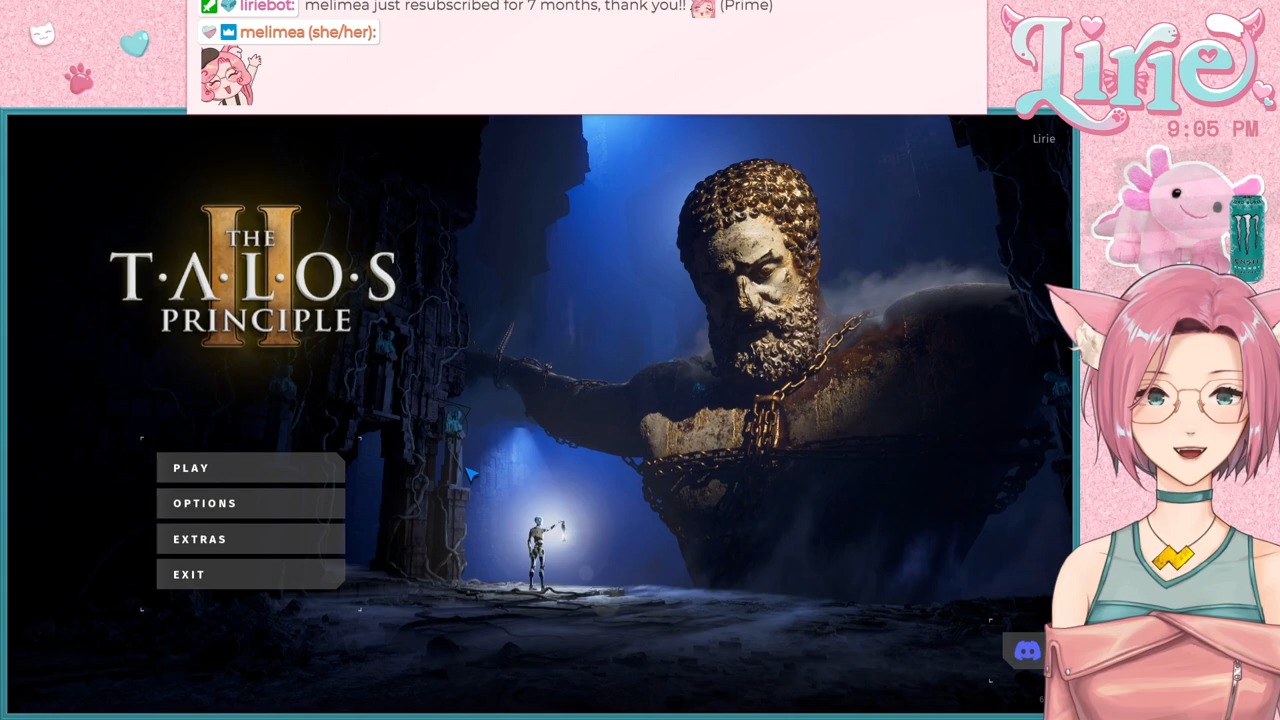 liriebot: melimea just resubscribed for 7 months, thank you!! (Prime)
melimea (she/her):
Lirie
9:05 PM
Lirie
THE
T·A·L·O·S
II
PRINCIPLE
PLAY
OPTIONS
EXTRAS
EXIT